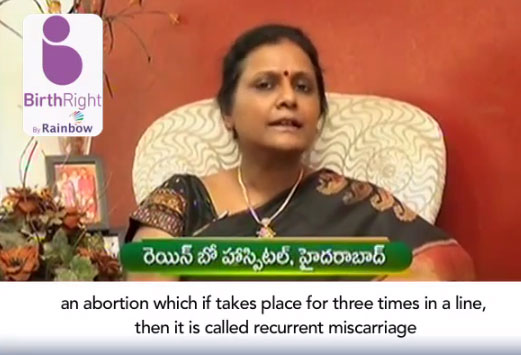 BirthRight
By Rainbow
రెయిన్ బో హాస్పిటల్, హైదరాబాద్
an abortion which if takes place for three times in a line,
then it is called recurrent miscarriage